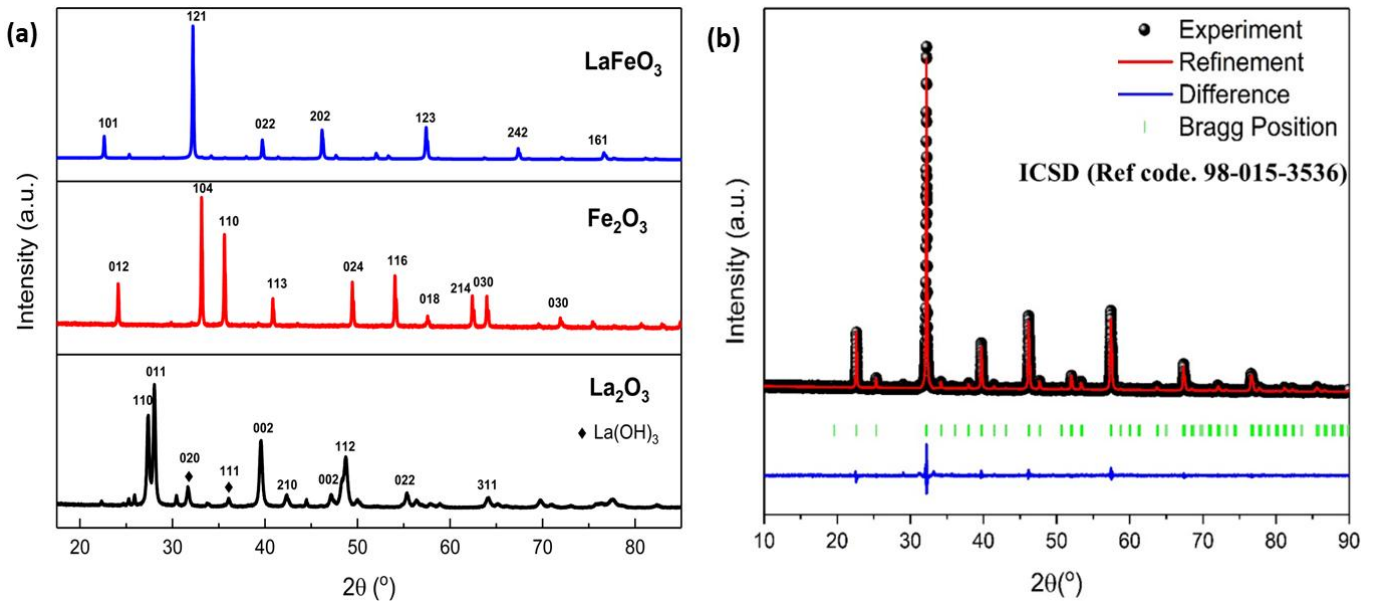 (a)
Intensity (a.u.)
121
LaFeO₃
101
022
202
123
242
161
104
Fe₂O₃
110
012
113
024
116
018
214
030
030
La₂O₃
♦ La(OH)₃
011
110
020
♦
111
♦
002
210
002
112
022
311
20 30 40 50 60 70 80
2θ (°)
(b)
Intensity (a.u.)
Experiment
Refinement
Difference
Bragg Position
ICSD (Ref code. 98-015-3536)
10 20 30 40 50 60 70 80 90
2θ(°)